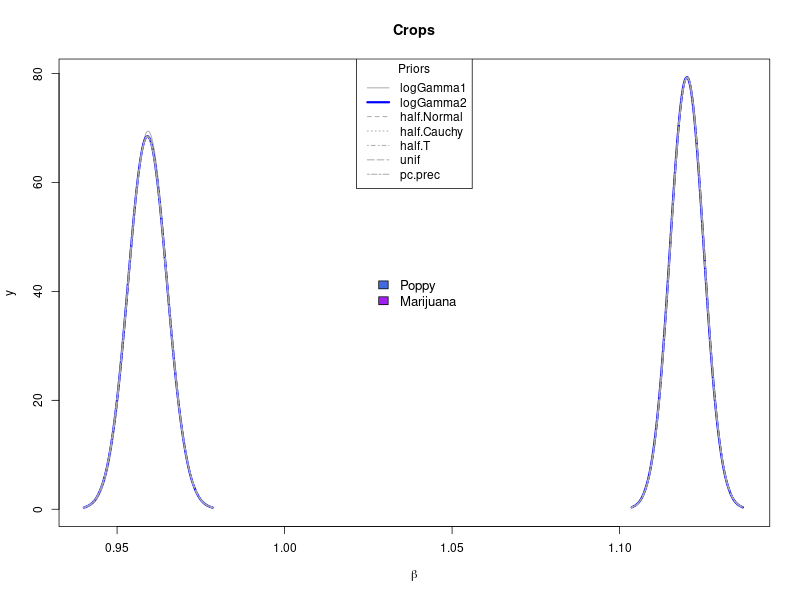 Crops
Priors
logGamma1
logGamma2
half.Normal
half.Cauchy
half.T
unif
pc.prec
Poppy
Marijuana
y
0
20
40
60
80
0.95
1.00
1.05
1.10
β